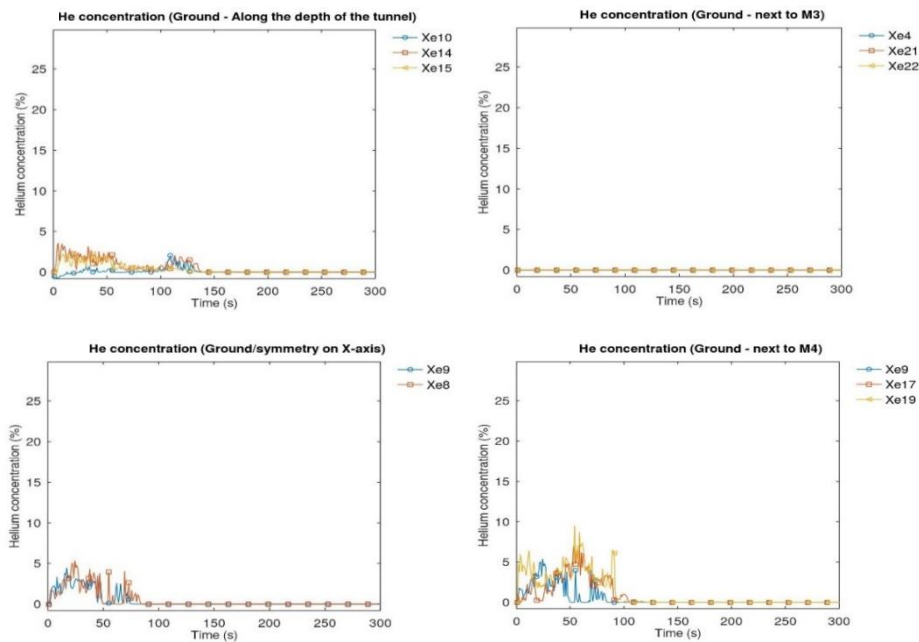 He concentration (Ground - Along the depth of the tunnel)
Helium concentration (%)
25
20
15
10
5
0
0 50 100 150 200 250 300
Time (s)
Xe10
Xe14
Xe15
He concentration (Ground - next to M3)
Helium concentration (%)
25
20
15
10
5
0
0 50 100 150 200 250 300
Time (s)
Xe4
Xe21
Xe22
He concentration (Ground/symmetry on X-axis)
Helium concentration (%)
25
20
15
10
5
0
0 50 100 150 200 250 300
Time (s)
Xe9
Xe8
He concentration (Ground - next to M4)
Helium concentration (%)
25
20
15
10
5
0
0 50 100 150 200 250 300
Time (s)
Xe9
Xe17
Xe19